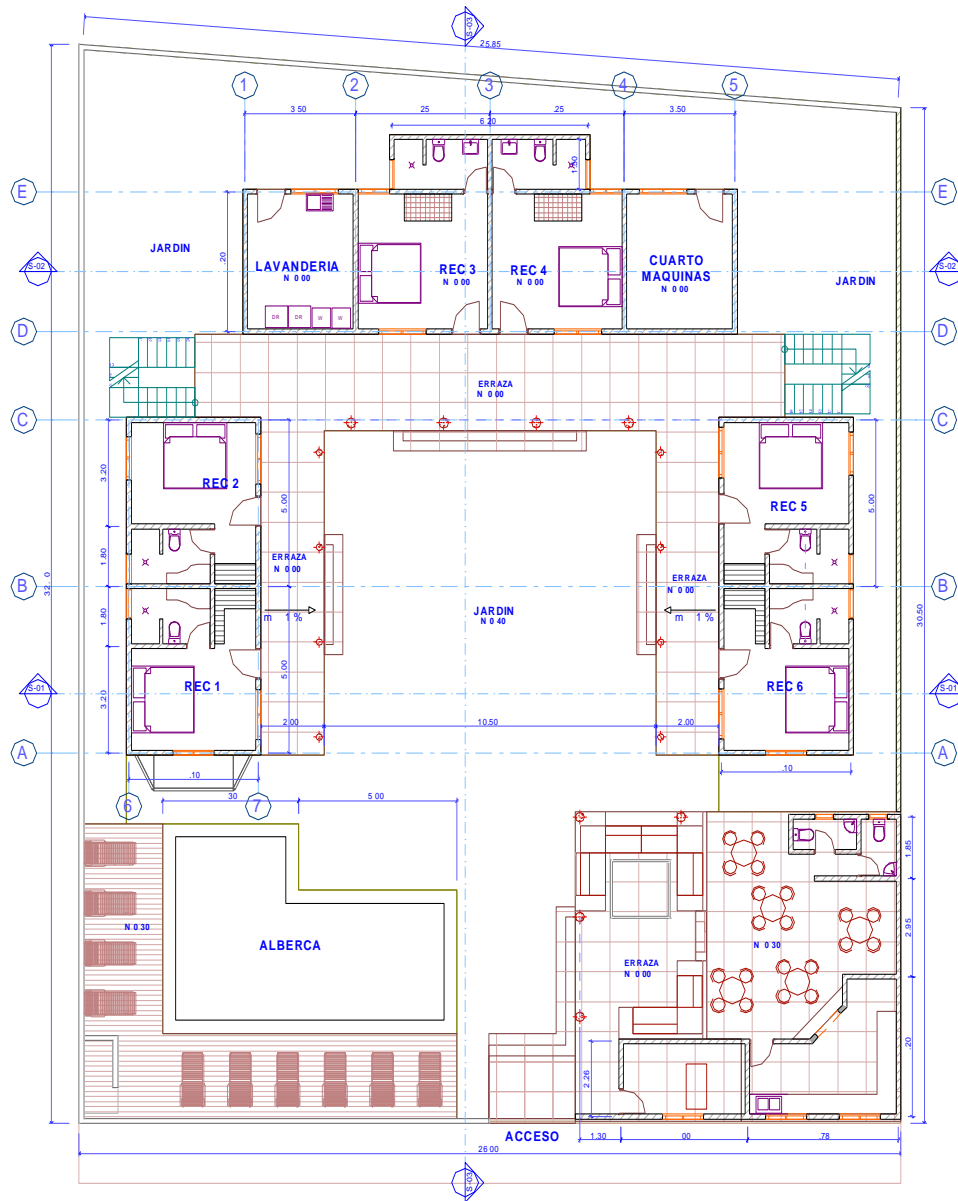 S-03
25.85
1 2 3 4 5
3 50 25 .25 3.50
6 20
1.50
E E
JARDIN
.20
LAVANDERIA
N 0 00
REC 3
N 0 00
REC 4
N 0 00
CUARTO
MAQUINAS
N 0 00
S-02 S-02
JARDIN
DR DR W W
D D
ERRAZA
N 0 00
C C
3.20
REC 2
5.00
REC 5
5.00
1.80
ERRAZA
N 0 00
ERRAZA
N 0 00
B B
32. 0
1.80
m 1 %
JARDIN
N 0 40
m 1 %
30.50
3.20
REC 1
5.00
REC 6
S-01 S-01
2.00 10.50 2.00
A A
.10 .10
6 7
30 5 00
1.85
N 0 30
ALBERCA
ERRAZA
N 0 00
N 0 30
2.95
2.26
.20
ACCESO
1.30 00 .78
26 00
S-03